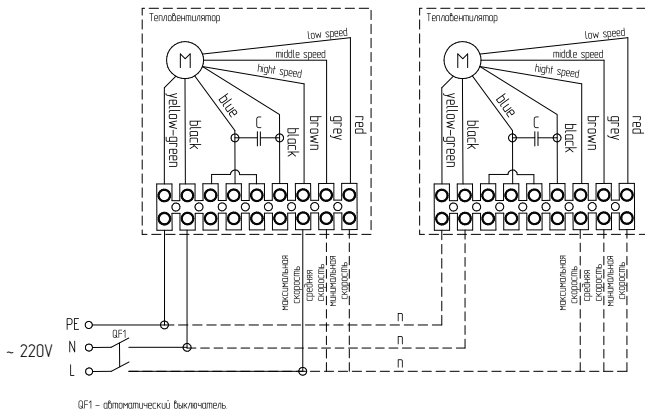 Тепловентилятор
Тепловентилятор
low speed
middle speed
hight speed
M
low speed
middle speed
hight speed
M
yellow-green
black
blue
C
black
brown
grey
red
yellow-green
black
blue
C
black
brown
grey
red
максимальная
скорость
средняя
скорость
минимальная
скорость
максимальная
скорость
средняя
скорость
минимальная
скорость
PE
n
QF1
~ 220V
N
n
L
n
QF1 – автоматический выключатель.